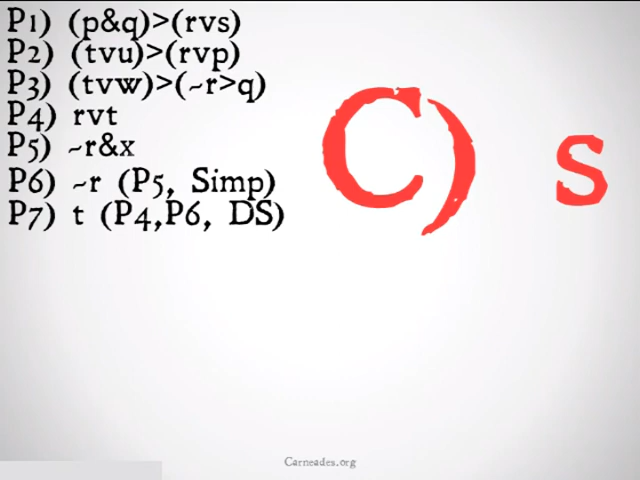 P1) (p&q)>(rvs)
P2) (tvu)>(rvp)
P3) (tvw)>(~r>q)
P4) rvt
P5) ~r&x
P6) ~r (P5, Simp)
P7) t (P4,P6, DS)
C) s
Carneades.org